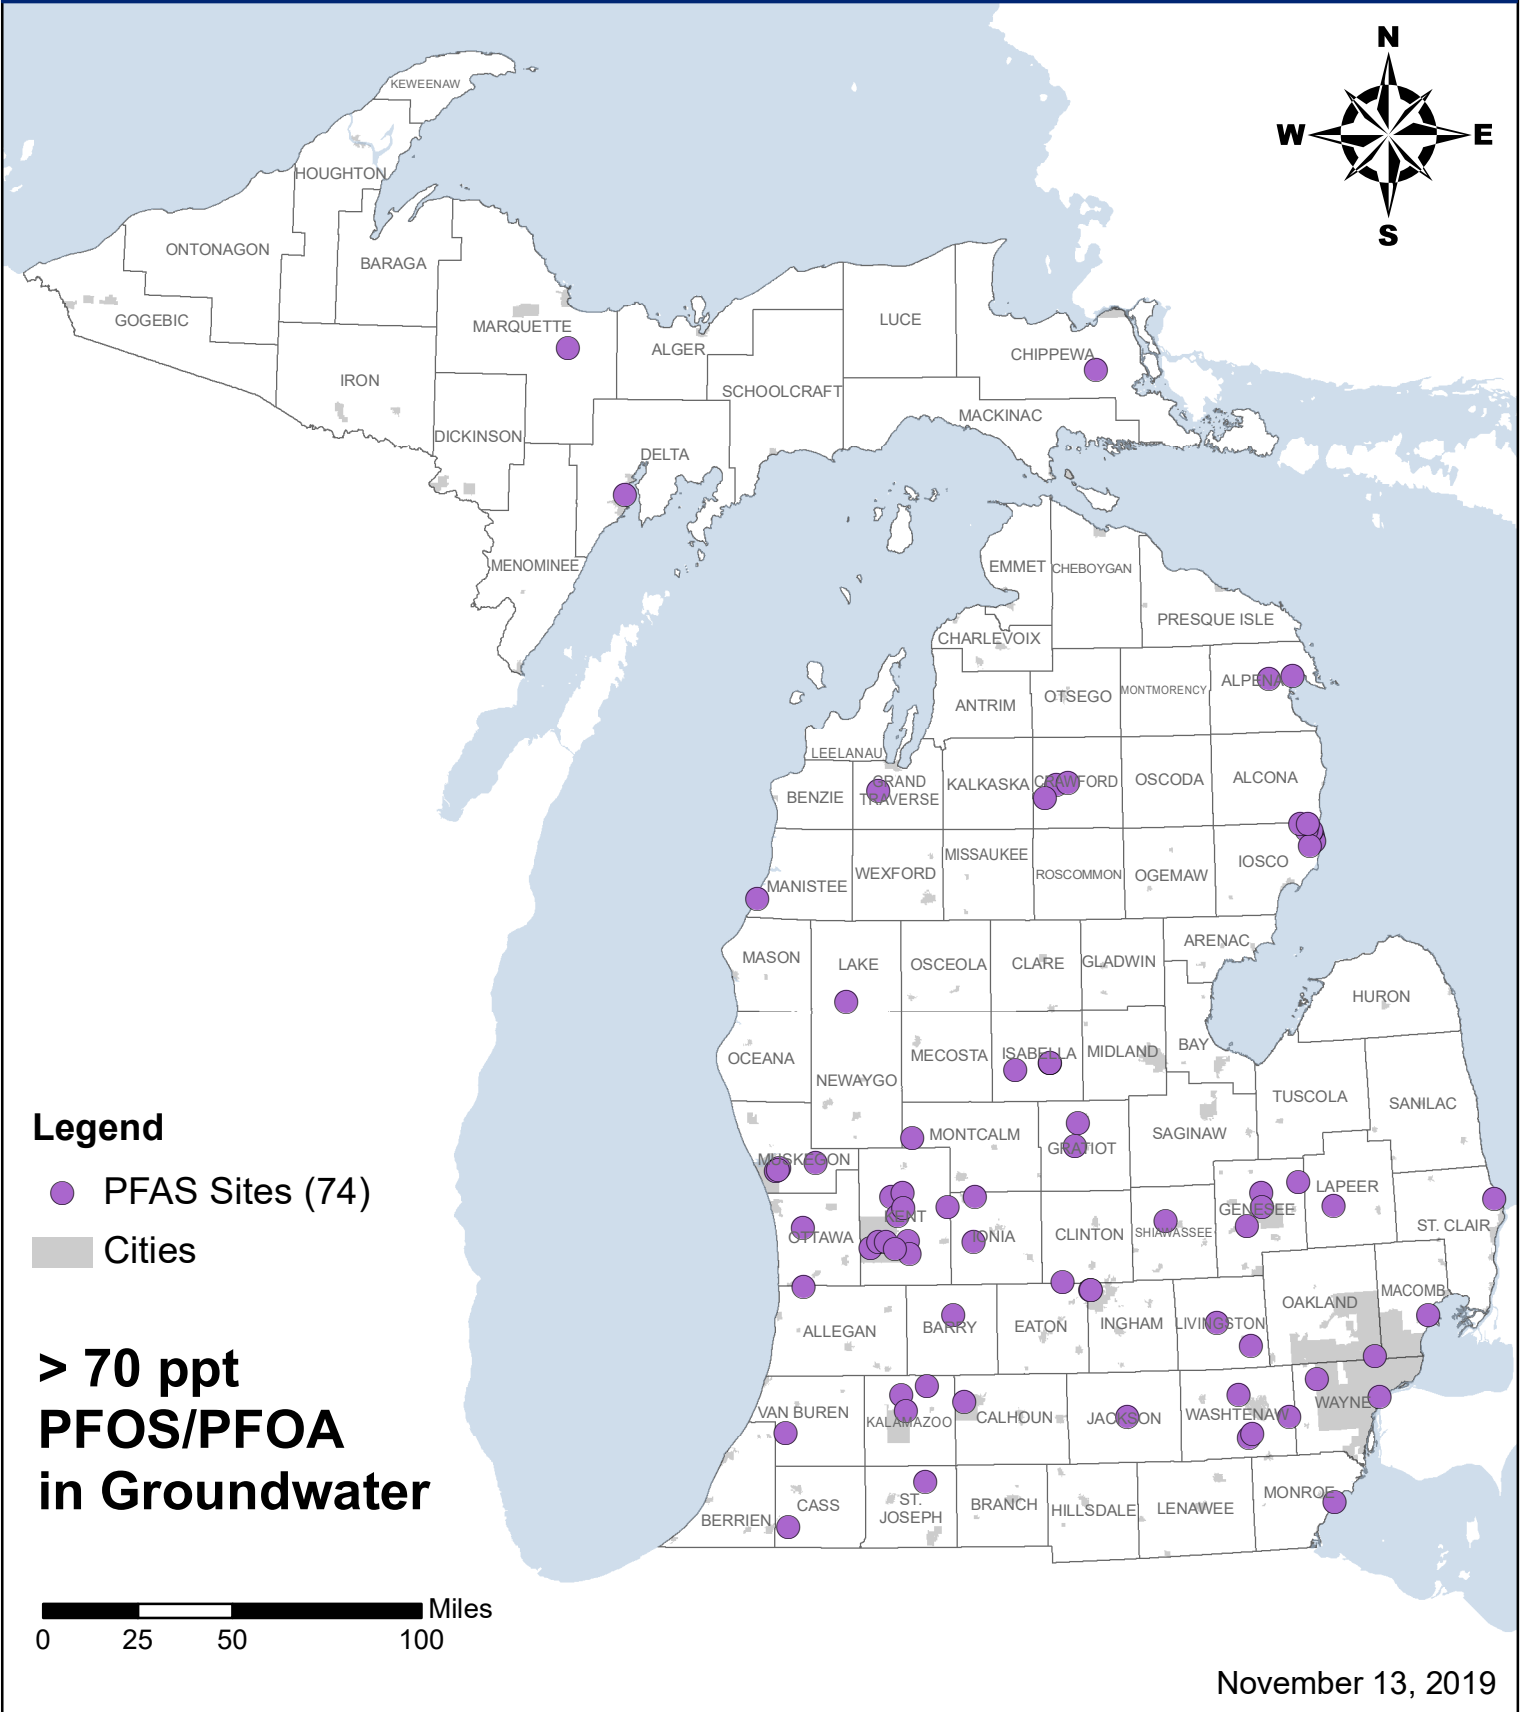 N
W
E
S
KEWEENAW
HOUGHTON
ONTONAGON
BARAGA
GOGEBIC
MARQUETTE
LUCE
ALGER
CHIPPEWA
IRON
SCHOOLCRAFT
MACKINAC
DICKINSON
DELTA
MENOMINEE
EMMET
CHEBOYGAN
PRESQUE ISLE
CHARLEVOIX
ALPENA
MONTMORENCY
OTSEGO
ANTRIM
LEELANAU
GRAND
TRAVERSE
KALKASKA
CRAWFORD
OSCODA
ALCONA
BENZIE
MISSAUKEE
IOSCO
MANISTEE
WEXFORD
ROSCOMMON
OGEMAW
ARENAC
MASON
LAKE
OSCEOLA
CLARE
GLADWIN
HURON
OCEANA
MECOSTA
ISABELLA
MIDLAND
BAY
NEWAYGO
TUSCOLA
SANILAC
MONTCALM
SAGINAW
GRATIOT
MUSKEGON
LAPEER
GENESEE
KENT
ST. CLAIR
OTTAWA
IONIA
CLINTON
SHIAWASSEE
MACOMB
OAKLAND
ALLEGAN
BARRY
EATON
INGHAM
LIVINGSTON
VAN BUREN
KALAMAZOO
CALHOUN
JACKSON
WASHTENAW
WAYNE
BERRIEN
CASS
ST.
JOSEPH
BRANCH
HILLSDALE
LENAWEE
MONROE
Legend
PFAS Sites (74)
Cities
> 70 ppt
PFOS/PFOA
in Groundwater
Miles
0 25 50 100
November 13, 2019